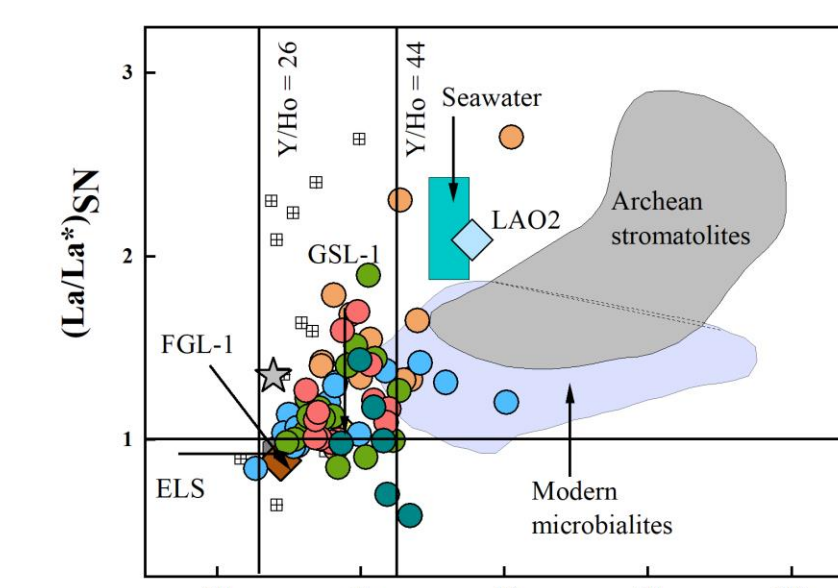 3
2
1
(La/La*)SN
Y/Ho = 26
Y/Ho = 44
Seawater
LAO2
Archean
stromatolites
GSL-1
FGL-1
ELS
Modern
microbialites